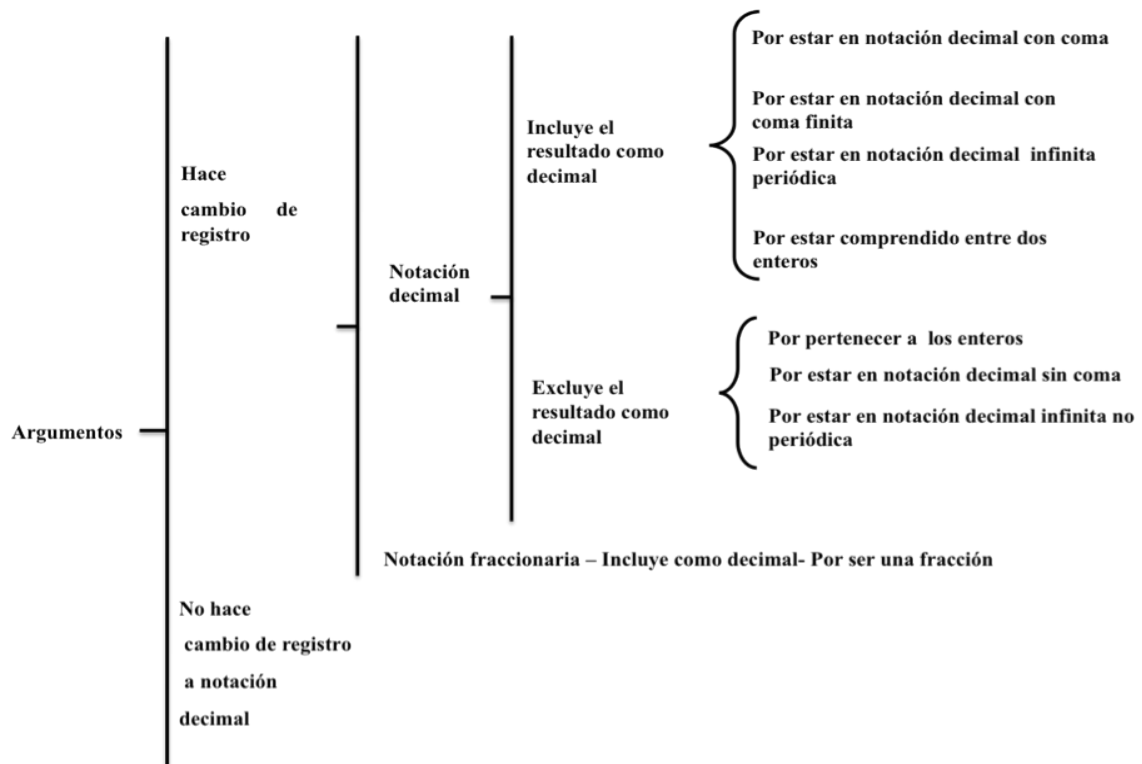 Argumentos
Hace
cambio de
registro
Notación
decimal
Incluye el
resultado como
decimal
Por estar en notación decimal con coma
Por estar en notación decimal con
coma finita
Por estar en notación decimal infinita
periódica
Por estar comprendido entre dos
enteros
Excluye el
resultado como
decimal
Por pertenecer a los enteros
Por estar en notación decimal sin coma
Por estar en notación decimal infinita no
periódica
Notación fraccionaria – Incluye como decimal- Por ser una fracción
No hace
cambio de registro
a notación
decimal